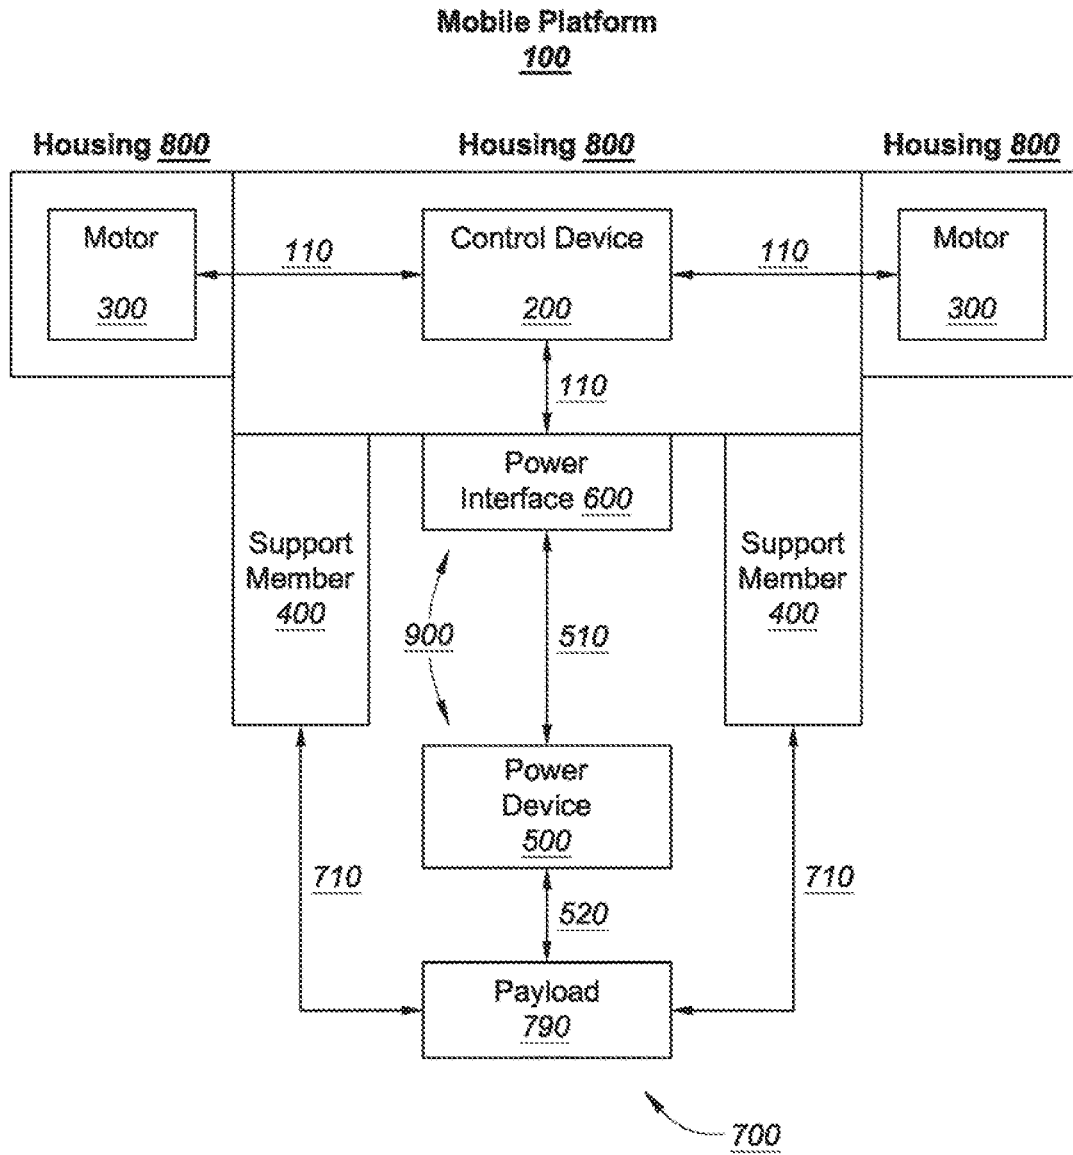 Mobile Platform
100
Housing 800
Housing 800
Housing 800
Motor
300
110
Control Device
200
110
Motor
300
110
Power
Interface 600
Support
Member
400
Support
Member
400
900
510
Power
Device
500
710
710
520
Payload
790
700